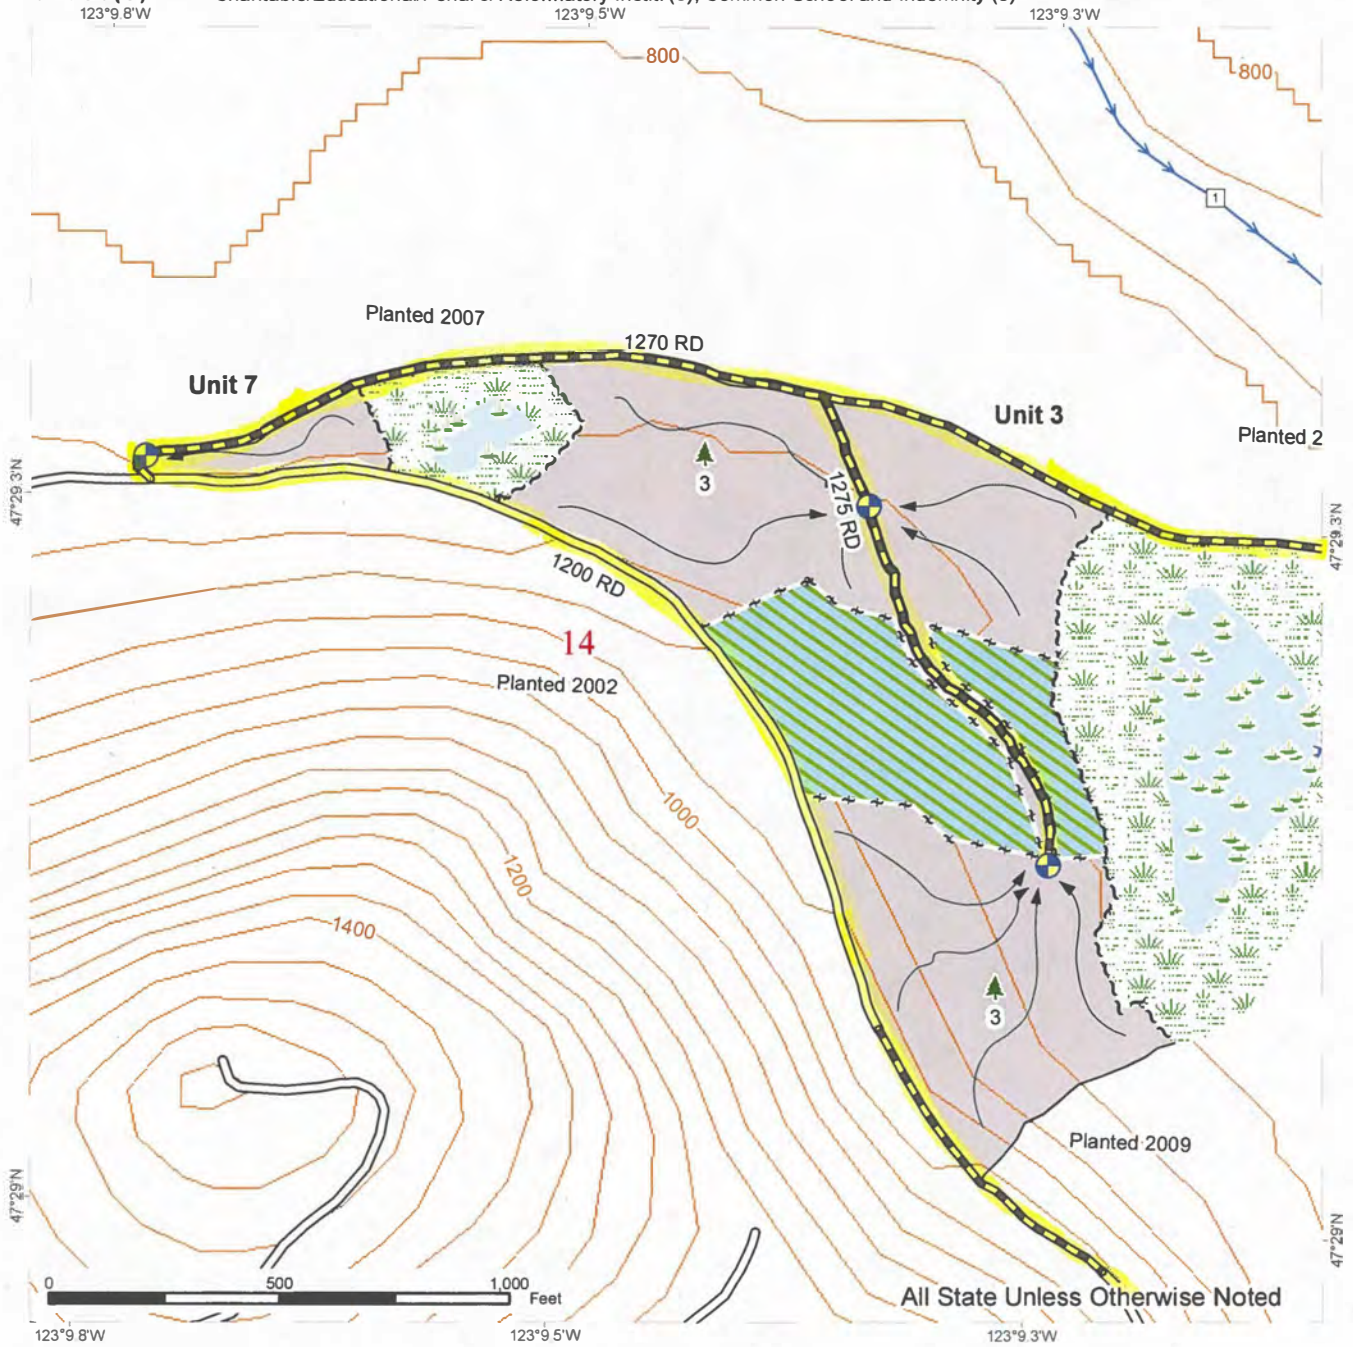 123°9.8'W
123°9.5'W
123°9.3'W
800
800
1
Planted 2007
1270 RD
Unit 7
Unit 3
Planted 2
47°29.3'N
47°29.3'N
3
1275 RD
1200 RD
14
Planted 2002
1000
1200
1400
3
Planted 2009
47°29'N
47°29'N
0 500 1,000
Feet
All State Unless Otherwise Noted
123°9.8'W
123°9.5'W
123°9.3'W